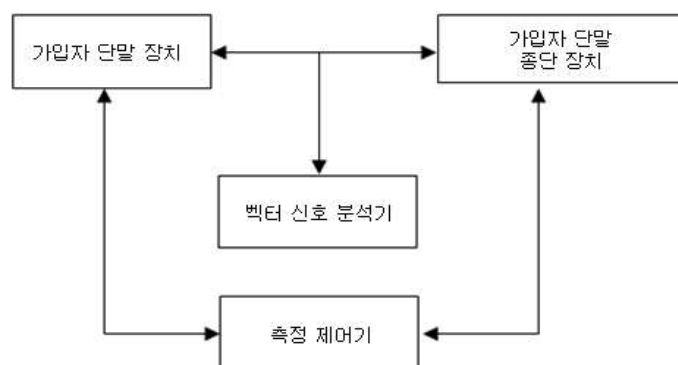 가입자 단말 장치
가입자 단말
종단 장치
벡터 신호 분석기
측정 제어기